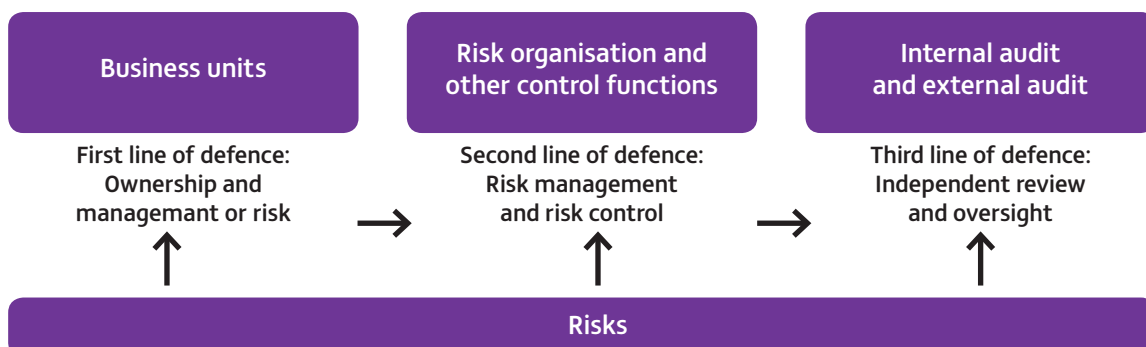 Business units
Risk organisation and
other control functions
Internal audit
and external audit
First line of defence:
Ownership and
managemant or risk
Second line of defence:
Risk management
and risk control
Third line of defence:
Independent review
and oversight
Risks